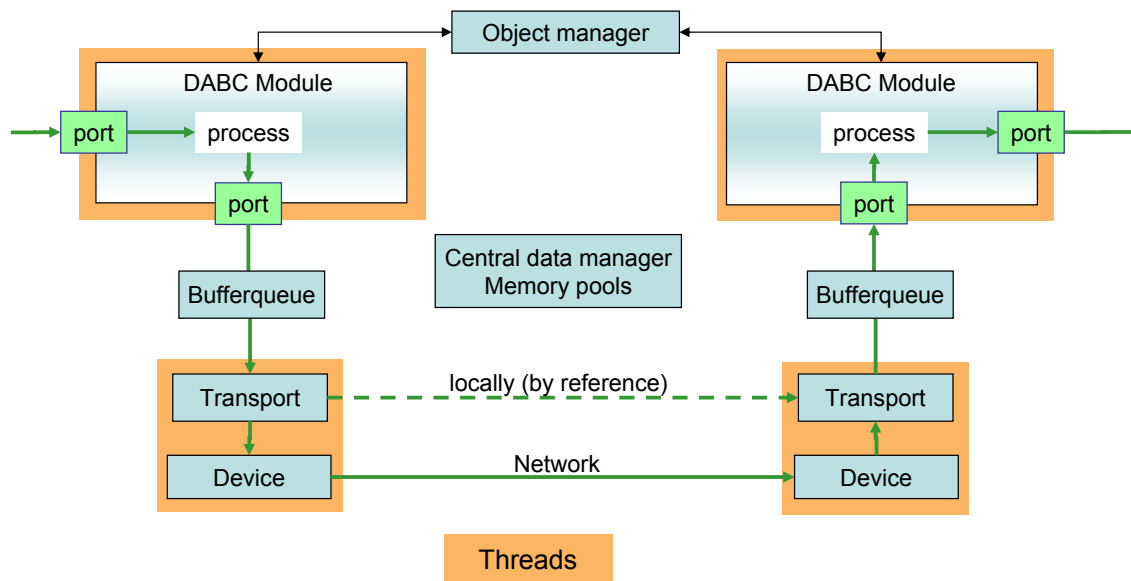 Object manager
DABC Module
DABC Module
port
process
process
port
port
port
Central data manager
Memory pools
Bufferqueue
Bufferqueue
locally (by reference)
Transport
Transport
Network
Device
Device
Threads